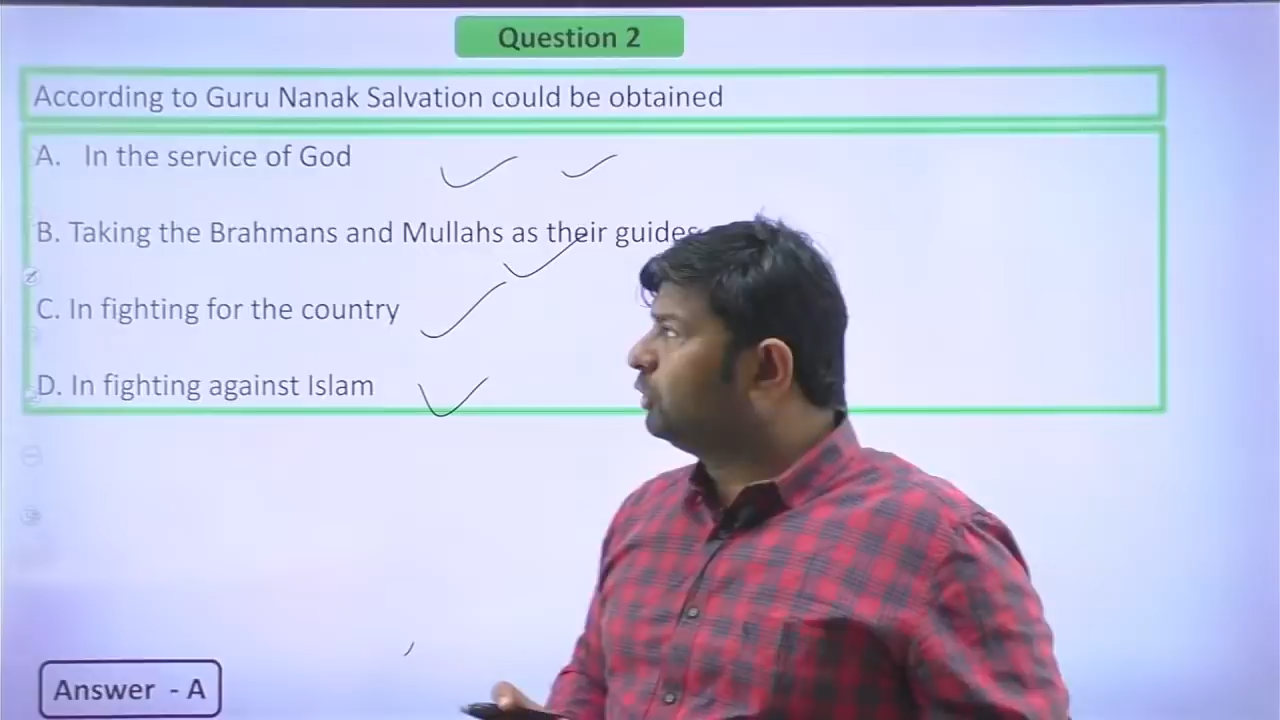 Question 2
According to Guru Nanak Salvation could be obtained
A. In the service of God
B. Taking the Brahmans and Mullahs as their guides
C. In fighting for the country
D. In fighting against Islam
Answer - A